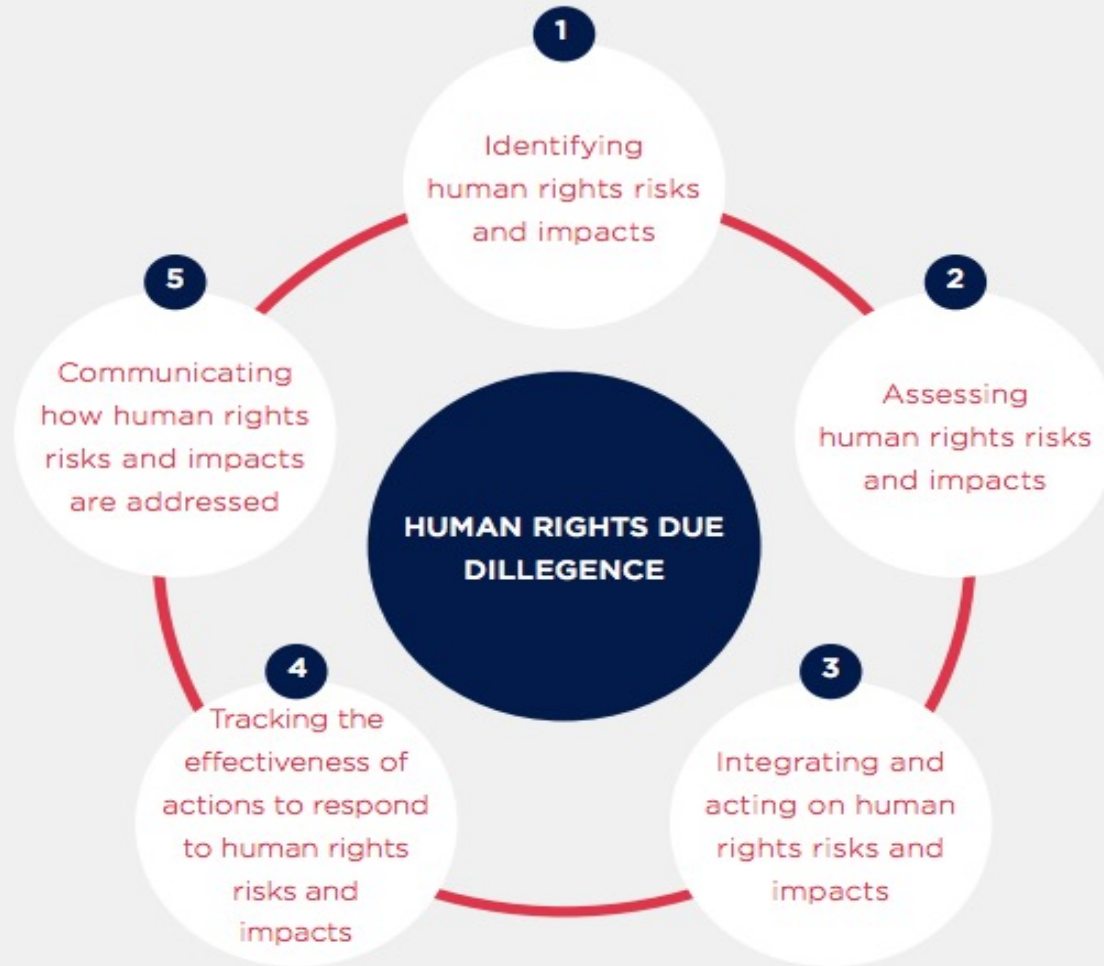 1
Identifying
human rights risks
and impacts
2
Assessing
human rights risks
and impacts
3
Integrating and
acting on human
rights risks and
impacts
4
Tracking the
effectiveness of
actions to respond
to human rights
risks and
impacts
5
Communicating
how human rights
risks and impacts
are addressed
HUMAN RIGHTS DUE
DILLEGENCE